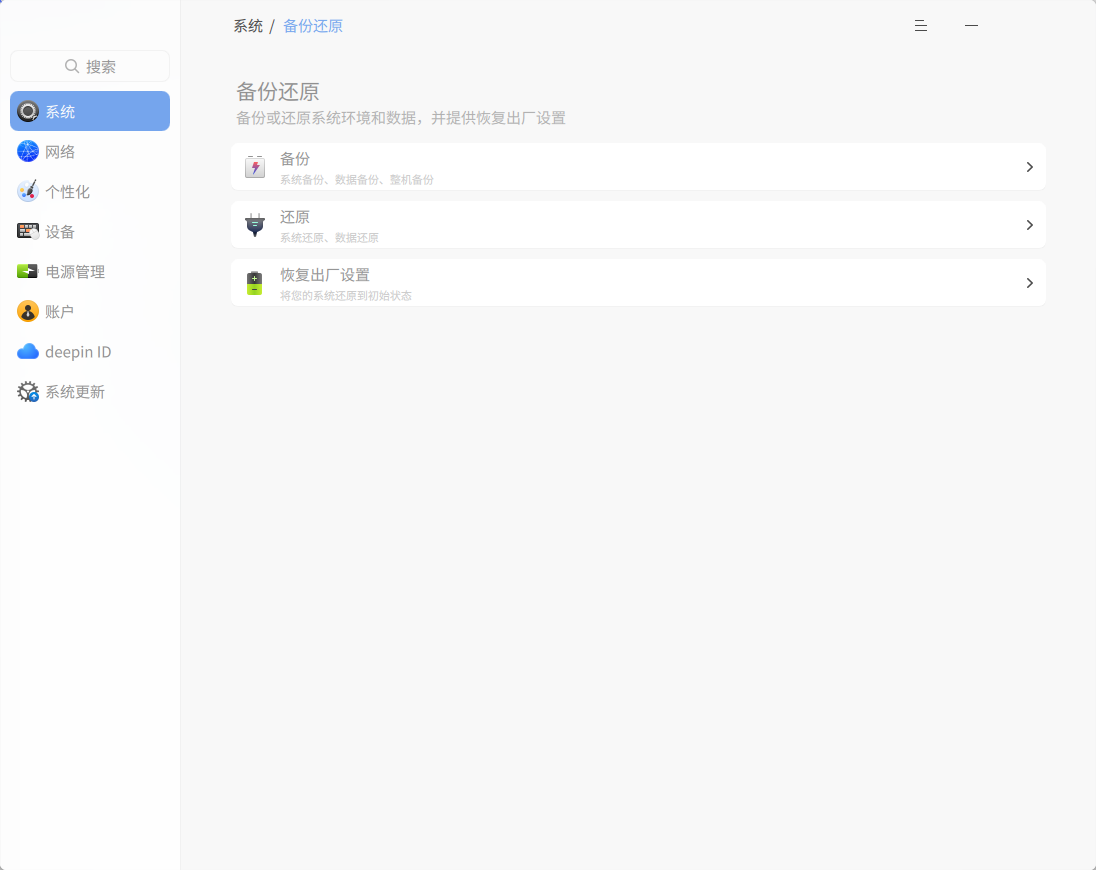 系统 / 备份还原
搜索
系统
网络
个性化
设备
电源管理
账户
deepin ID
系统更新
备份还原
备份或还原系统环境和数据，并提供恢复出厂设置
备份
系统备份、数据备份、整机备份
还原
系统还原、数据还原
恢复出厂设置
将您的系统还原到初始状态